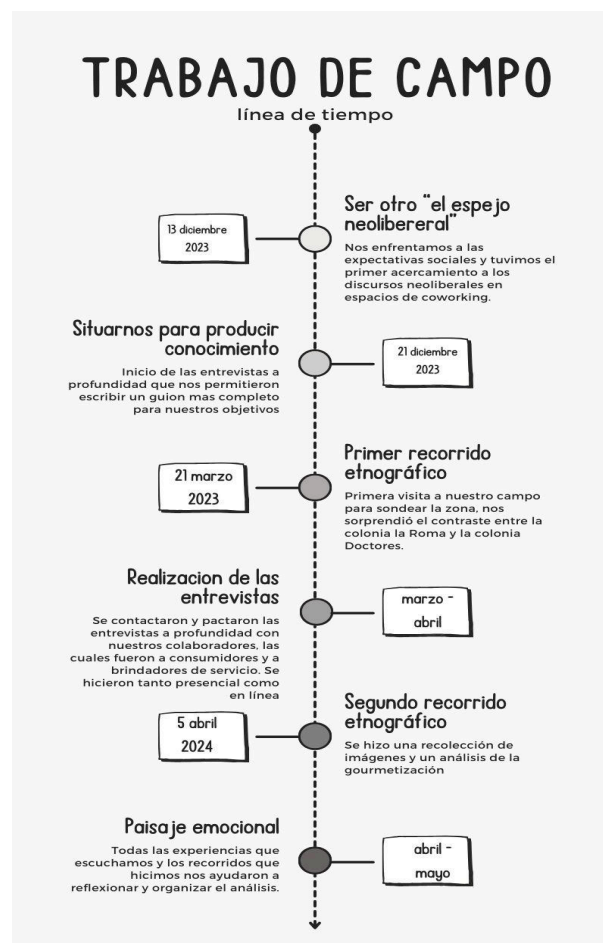 TRABAJO DE CAMPO
línea de tiempo
13 diciembre
2023
Ser otro “el espejo
neolibereral”
Nos enfrentamos a las
expectativas sociales y tuvimos el
primer acercamiento a los
discursos neoliberales en
espacios de coworking.
Situarnos para producir
conocimiento
Inicio de las entrevistas a
profundidad que nos permitieron
escribir un guion mas completo
para nuestros objetivos
21 diciembre
2023
21 marzo
2023
Primer recorrido
etnográfico
Primera visita a nuestro campo
para sondear la zona, nos
sorprendió el contraste entre la
colonia la Roma y la colonia
Doctores.
Realizacion de las
entrevistas
Se contactaron y pactaron las
entrevistas a profundidad con
nuestros colaboradores, las
cuales fueron a consumidores y a
brindadores de servicio. Se
hicieron tanto presencial como
en línea
marzo -
abril
5 abril
2024
Segundo recorrido
etnográfico
Se hizo una recolección de
imágenes y un análisis de la
gourmetización
Paisaje emocional
Todas las experiencias que
escuchamos y los recorridos que
hicimos nos ayudaron a
reflexionar y organizar el análisis.
abril -
mayo